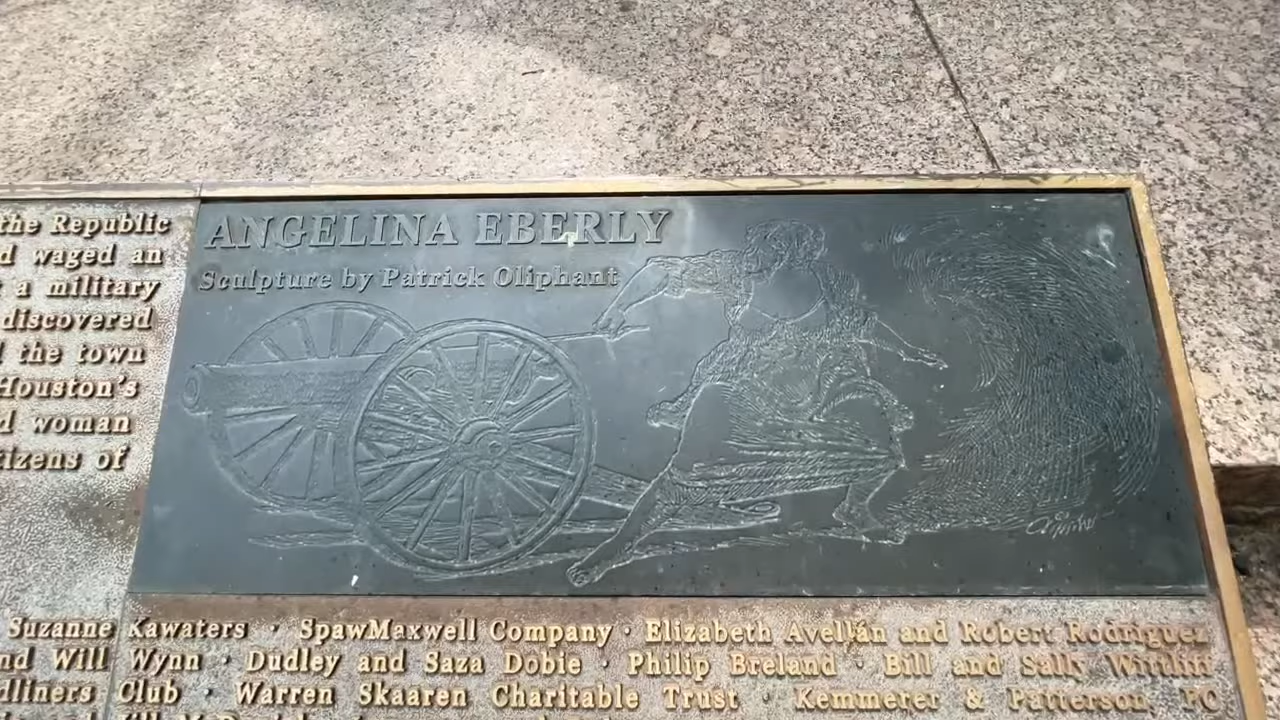 the Republic
d waged an
a military
discovered
the town
Houston's
d woman
tizens of
ANGELINA EBERLY
Sculpture by Patrick Oliphant
Oliphant
Suzanne Kawaters · SpawMaxwell Company · Elizabeth Avellán and Robert Rodriguez
nd Will Wynn · Dudley and Saza Dobie · Philip Breland · Bill and Sally Wittliff
dliners Club · Warren Skaaren Charitable Trust · Kemmerer & Patterson, PC